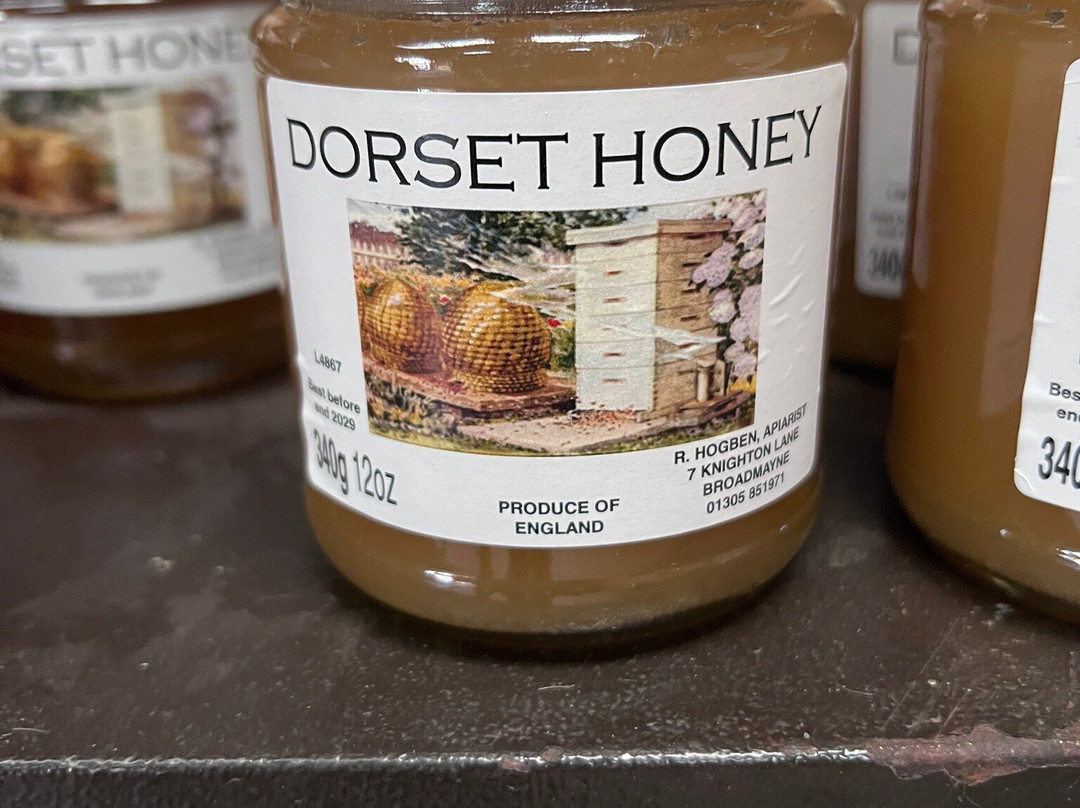 SET HONE
DORSET HONEY
L4867
Best before
end 2029
340g 12oz
PRODUCE OF
ENGLAND
R. HOGBEN, APIARIST
7 KNIGHTON LANE
BROADMAYNE
01305 851971
D
340
Bes
en
340